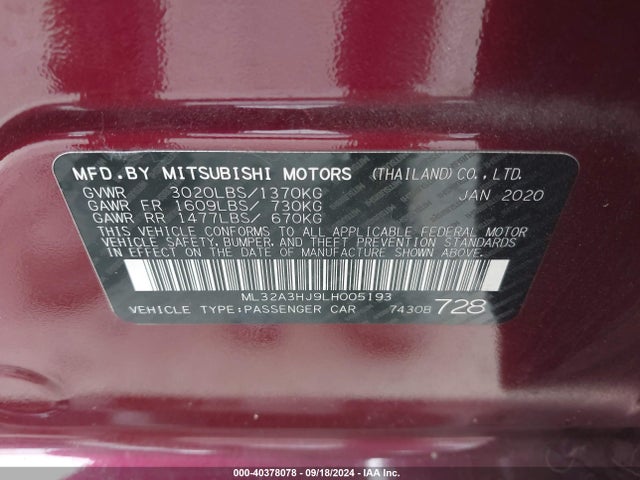 MFD.BY MITSUBISHI MOTORS (THAILAND) CO., LTD.
GVWR 3020LBS/1370KG JAN 2020
GAWR FR 1609LBS/ 730KG
GAWR RR 1477LBS/ 670KG
THIS VEHICLE CONFORMS TO ALL APPLICABLE FEDERAL MOTOR
VEHICLE SAFETY, BUMPER, AND THEFT PREVENTION STANDARDS
IN EFFECT ON THE DATE OF MANUFACTURE SHOWN ABOVE.
ML32A3HJ9LH005193
VEHICLE TYPE:PASSENGER CAR 74308 728
000-40378078 - 09/18/2024 - IAA Inc.